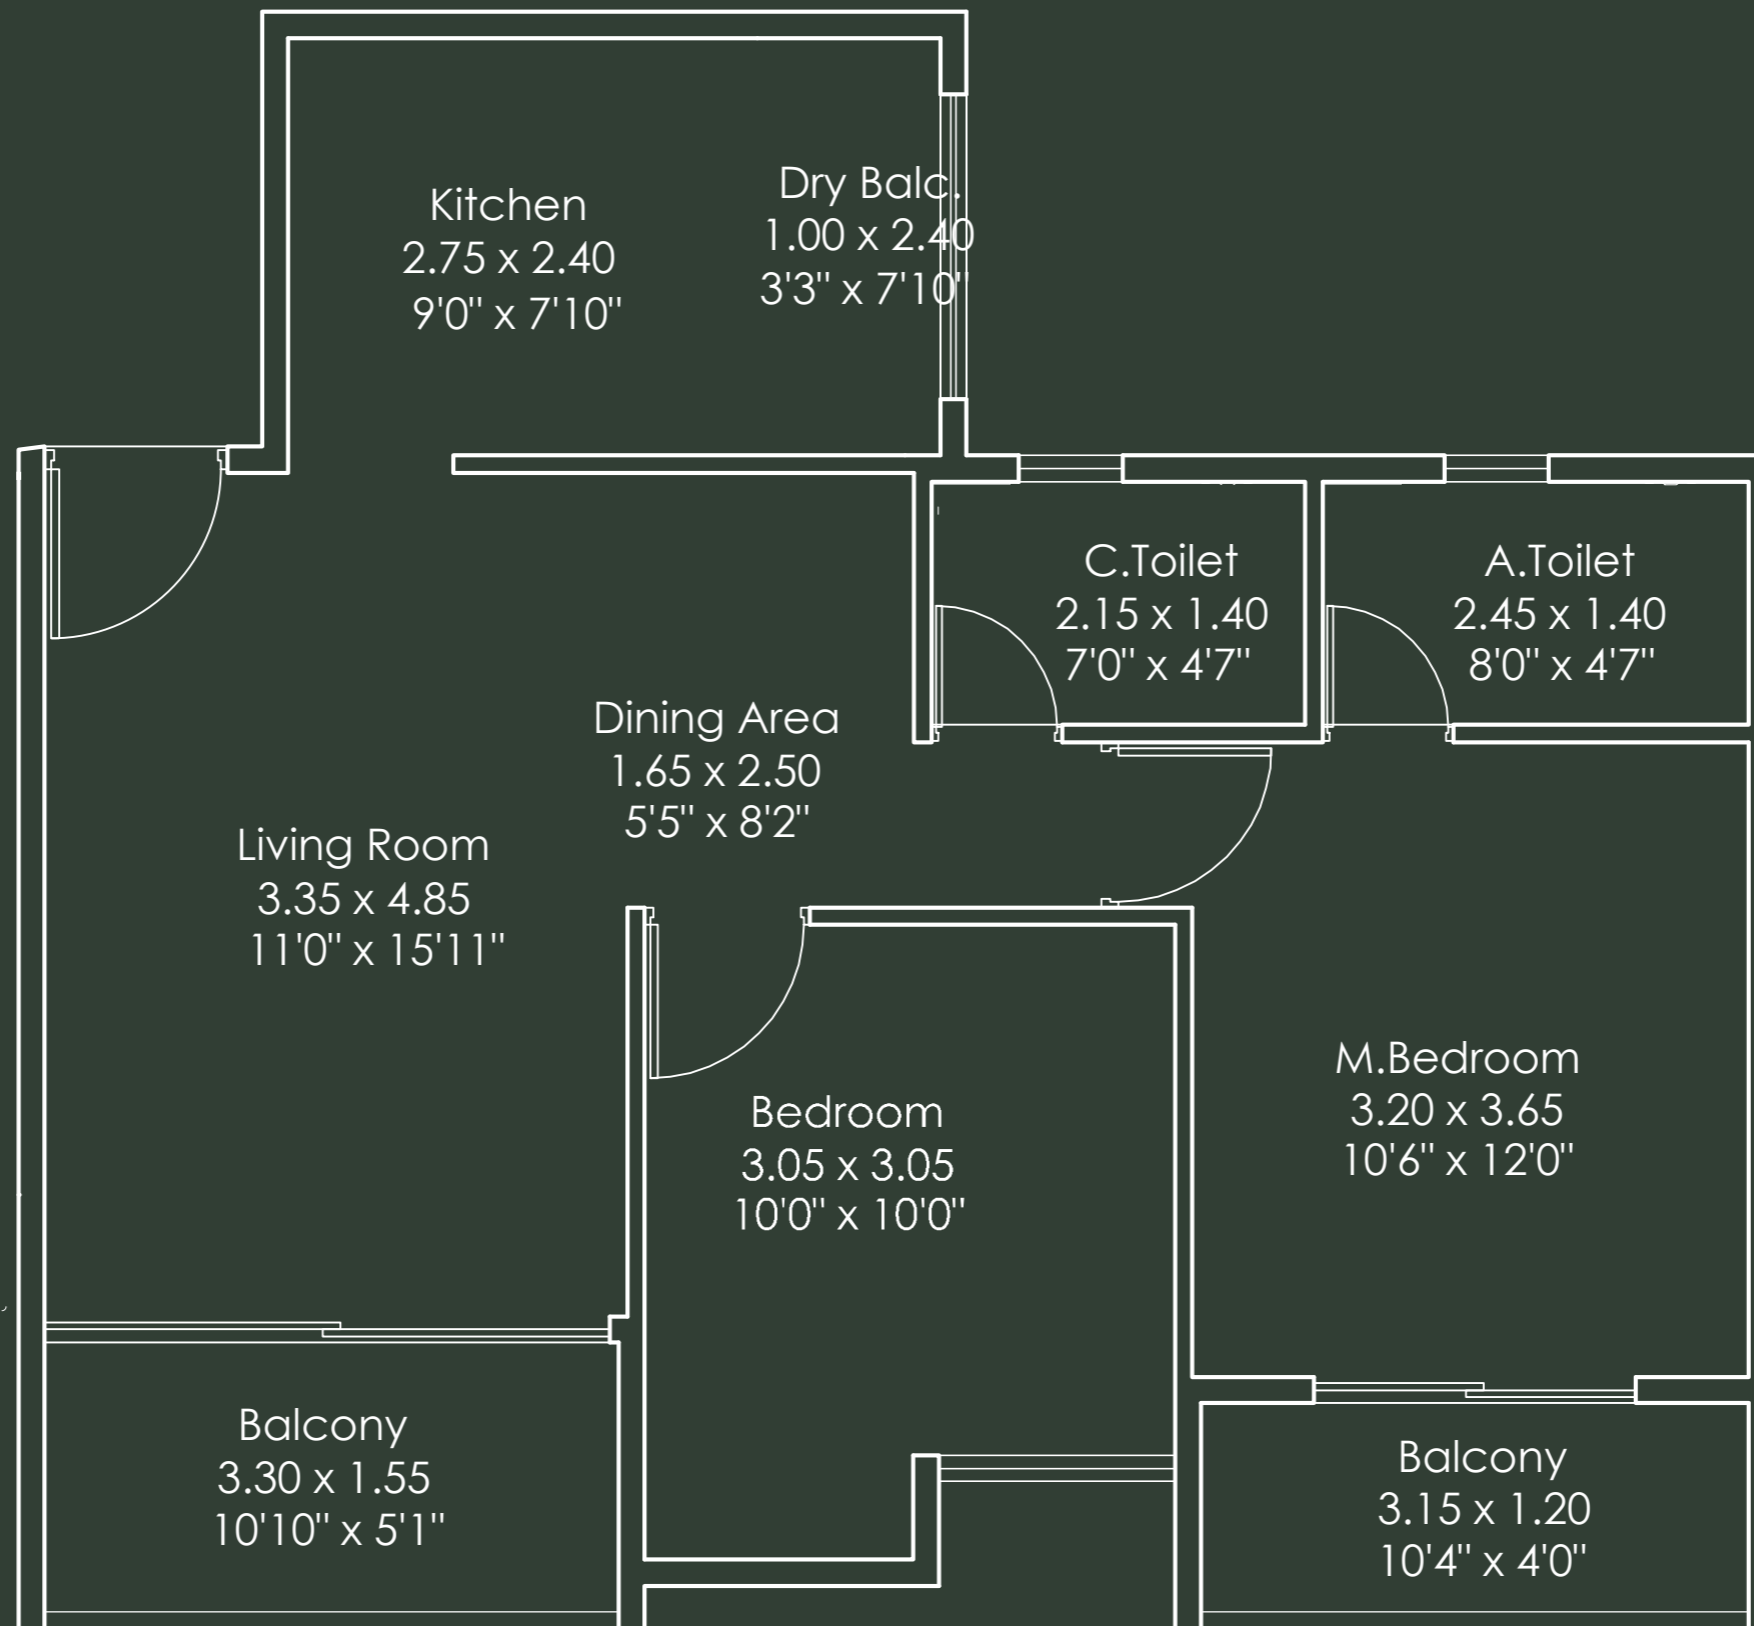 Kitchen
2.75 x 2.40
9'0" x 7'10"
Dry Balc.
1.00 x 2.40
3'3" x 7'10"
C.Toilet
2.15 x 1.40
7'0" x 4'7"
A.Toilet
2.45 x 1.40
8'0" x 4'7"
Dining Area
1.65 x 2.50
5'5" x 8'2"
Living Room
3.35 x 4.85
11'0" x 15'11"
Bedroom
3.05 x 3.05
10'0" x 10'0"
M.Bedroom
3.20 x 3.65
10'6" x 12'0"
Balcony
3.30 x 1.55
10'10" x 5'1"
Balcony
3.15 x 1.20
10'4" x 4'0"